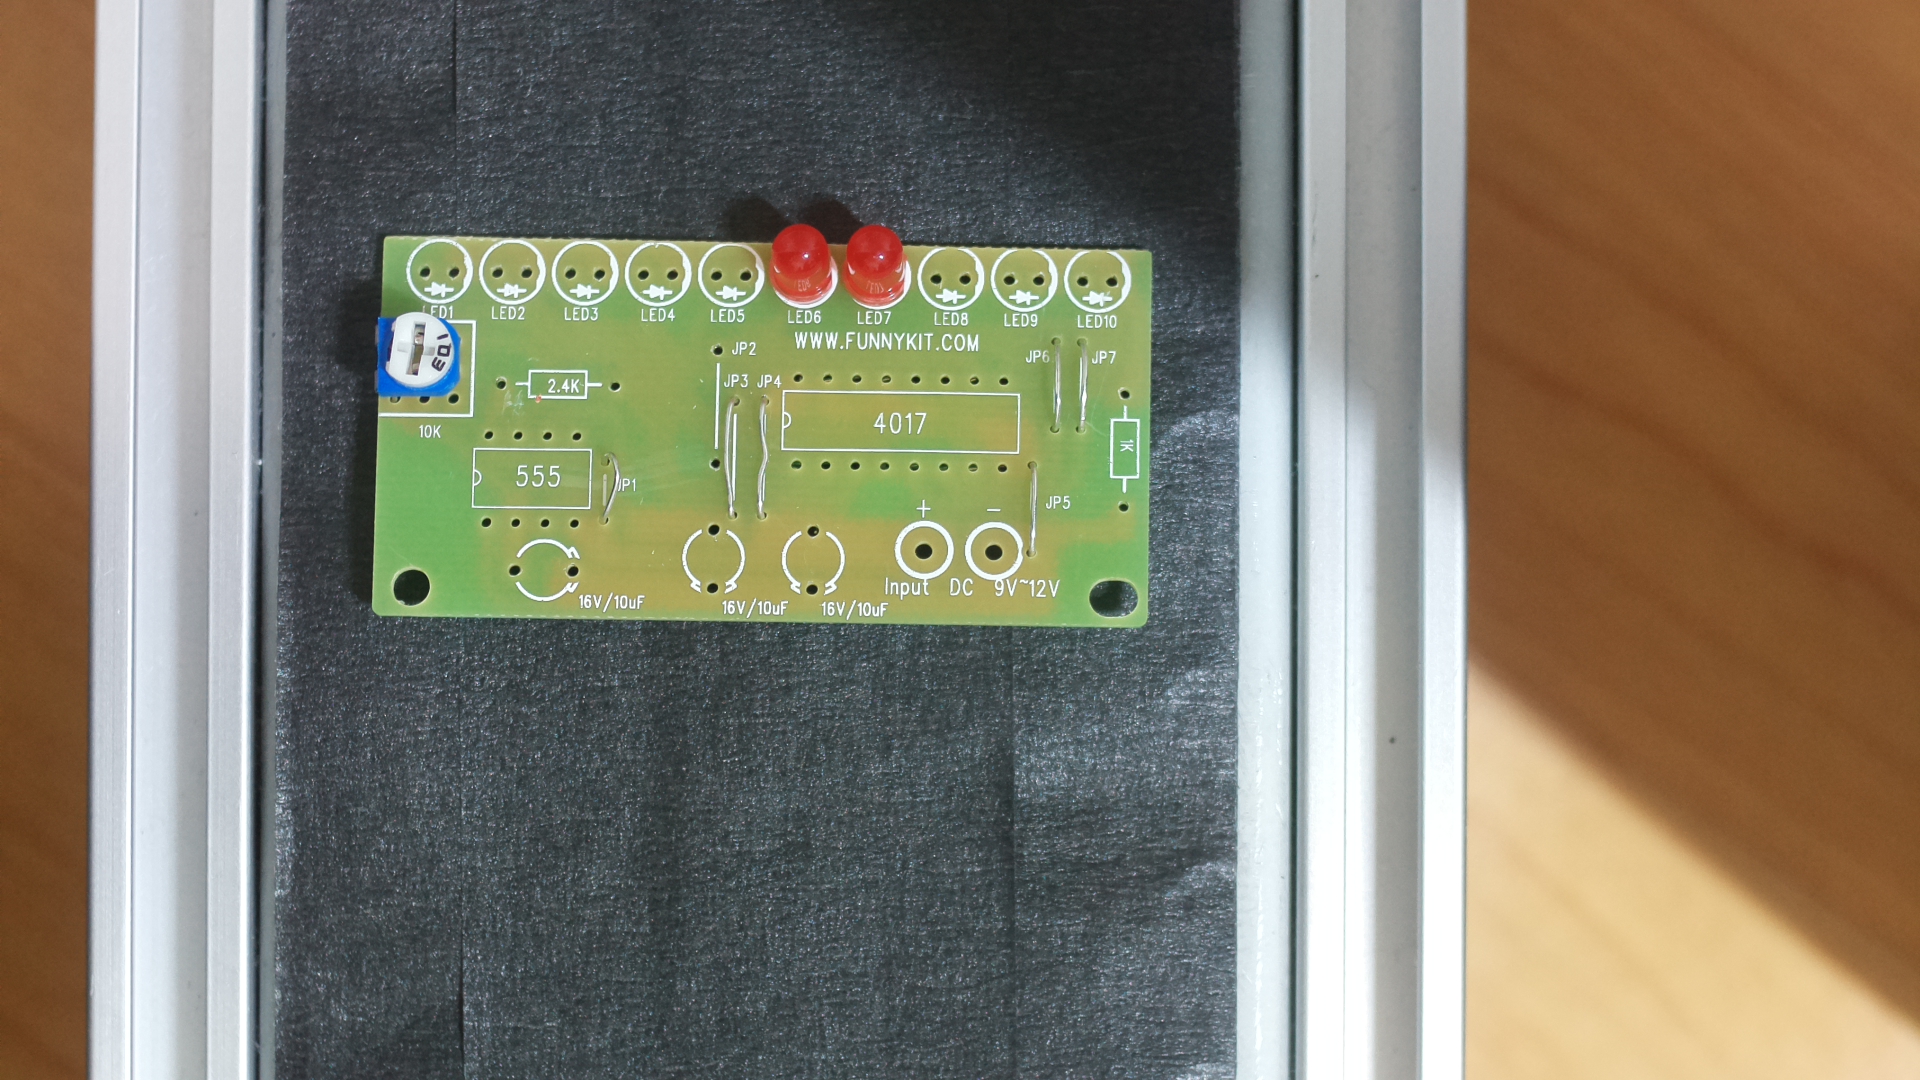 LED1 LED2 LED3 LED4 LED5 LED6 LED7 LED8 LED9 LED10
WWW.FUNNYKIT.COM
JP2
JP6 JP7
JP3 JP4
2.4K
4017
10K
1K
555
JP1
JP5
+ −
Input DC 9V~12V
16V/10uF 16V/10uF 16V/10uF